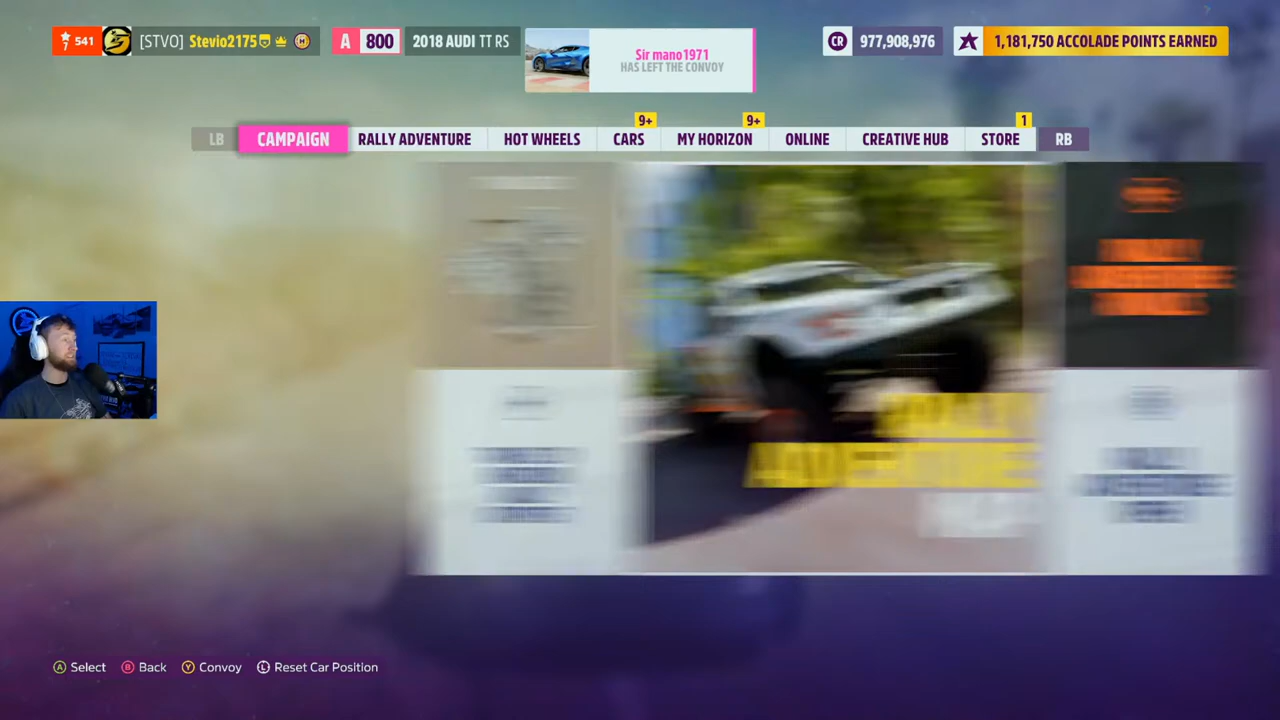 541 [STVO] Stevio2175 A 800 2018 AUDI TT RS
Sir mano1971
HAS LEFT THE CONVOY
CR 977,908,976 1,181,750 ACCOLADE POINTS EARNED
9+ 9+ 1
LB CAMPAIGN RALLY ADVENTURE HOT WHEELS CARS MY HORIZON ONLINE CREATIVE HUB STORE RB
RALLY
ADVENTURE
A Select B Back Y Convoy L Reset Car Position